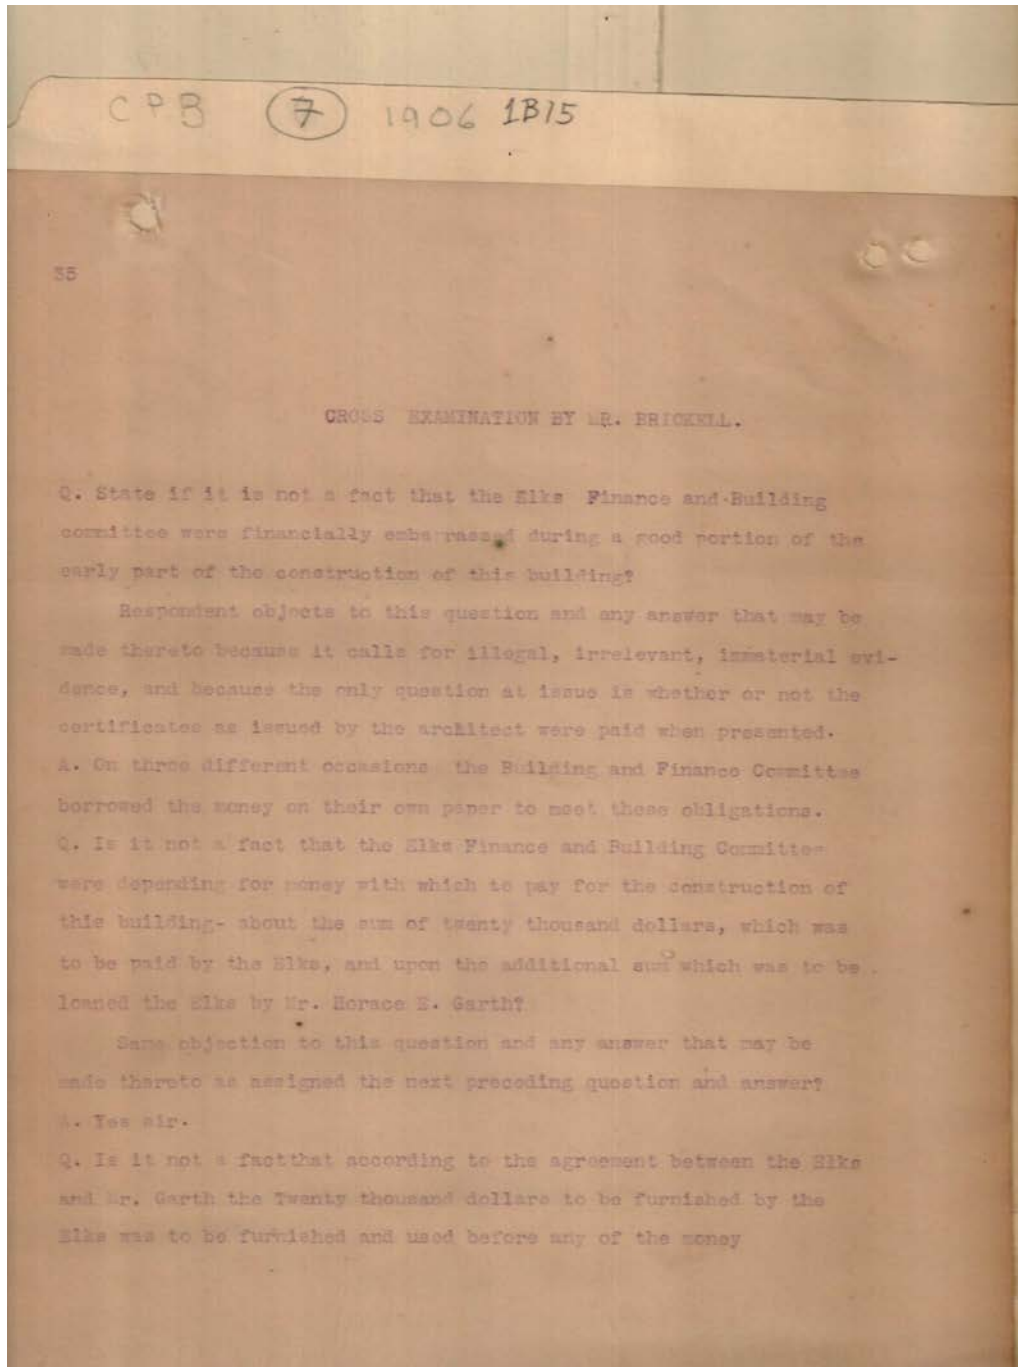 CPB 7 1906 1B15
35
CROSS EXAMINATION BY MR. BRICKELL.
Q. State if it is not a fact that the Elks Finance and Building
committee were financially embarrassed during a good portion of the
early part of the construction of this building?
Respondent objects to this question and any answer that may be
made thereto because it calls for illegal, irrelevant, immaterial evi-
dence, and because the only question at issue is whether or not the
certificates as issued by the architect were paid when presented.
A. On three different occasions the Building and Finance Committee
borrowed the money on their own paper to meet these obligations.
Q. Is it not a fact that the Elks Finance and Building Committee
were depending for money with which to pay for the construction of
this building- about the sum of twenty thousand dollars, which was
to be paid by the Elks, and upon the additional sum which was to be
loaned the Elks by Mr. Horace E. Garth?
Same objection to this question and any answer that may be
made thereto as assigned the next preceding question and answer?
A. Yes sir.
Q. Is it not a factthat according to the agreement between the Elks
and Mr. Garth the Twenty thousand dollars to be furnished by the
Elks was to be furnished and used before any of the money